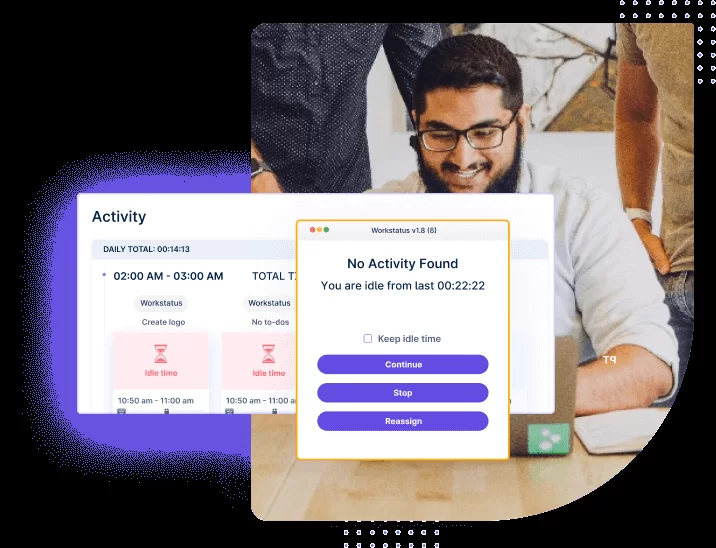 Activity
DAILY TOTAL: 00:14:13
02:00 AM - 03:00 AM
TOTAL
Workstatus
Workstatus
Create logo
No to-dos
Idle time
Idle time
10:50 am - 11:00 am
10:50 am - 11:00 am
Workstatus v1.8 (8)
No Activity Found
You are idle from last 00:22:22
Keep idle time
Continue
Stop
Reassign